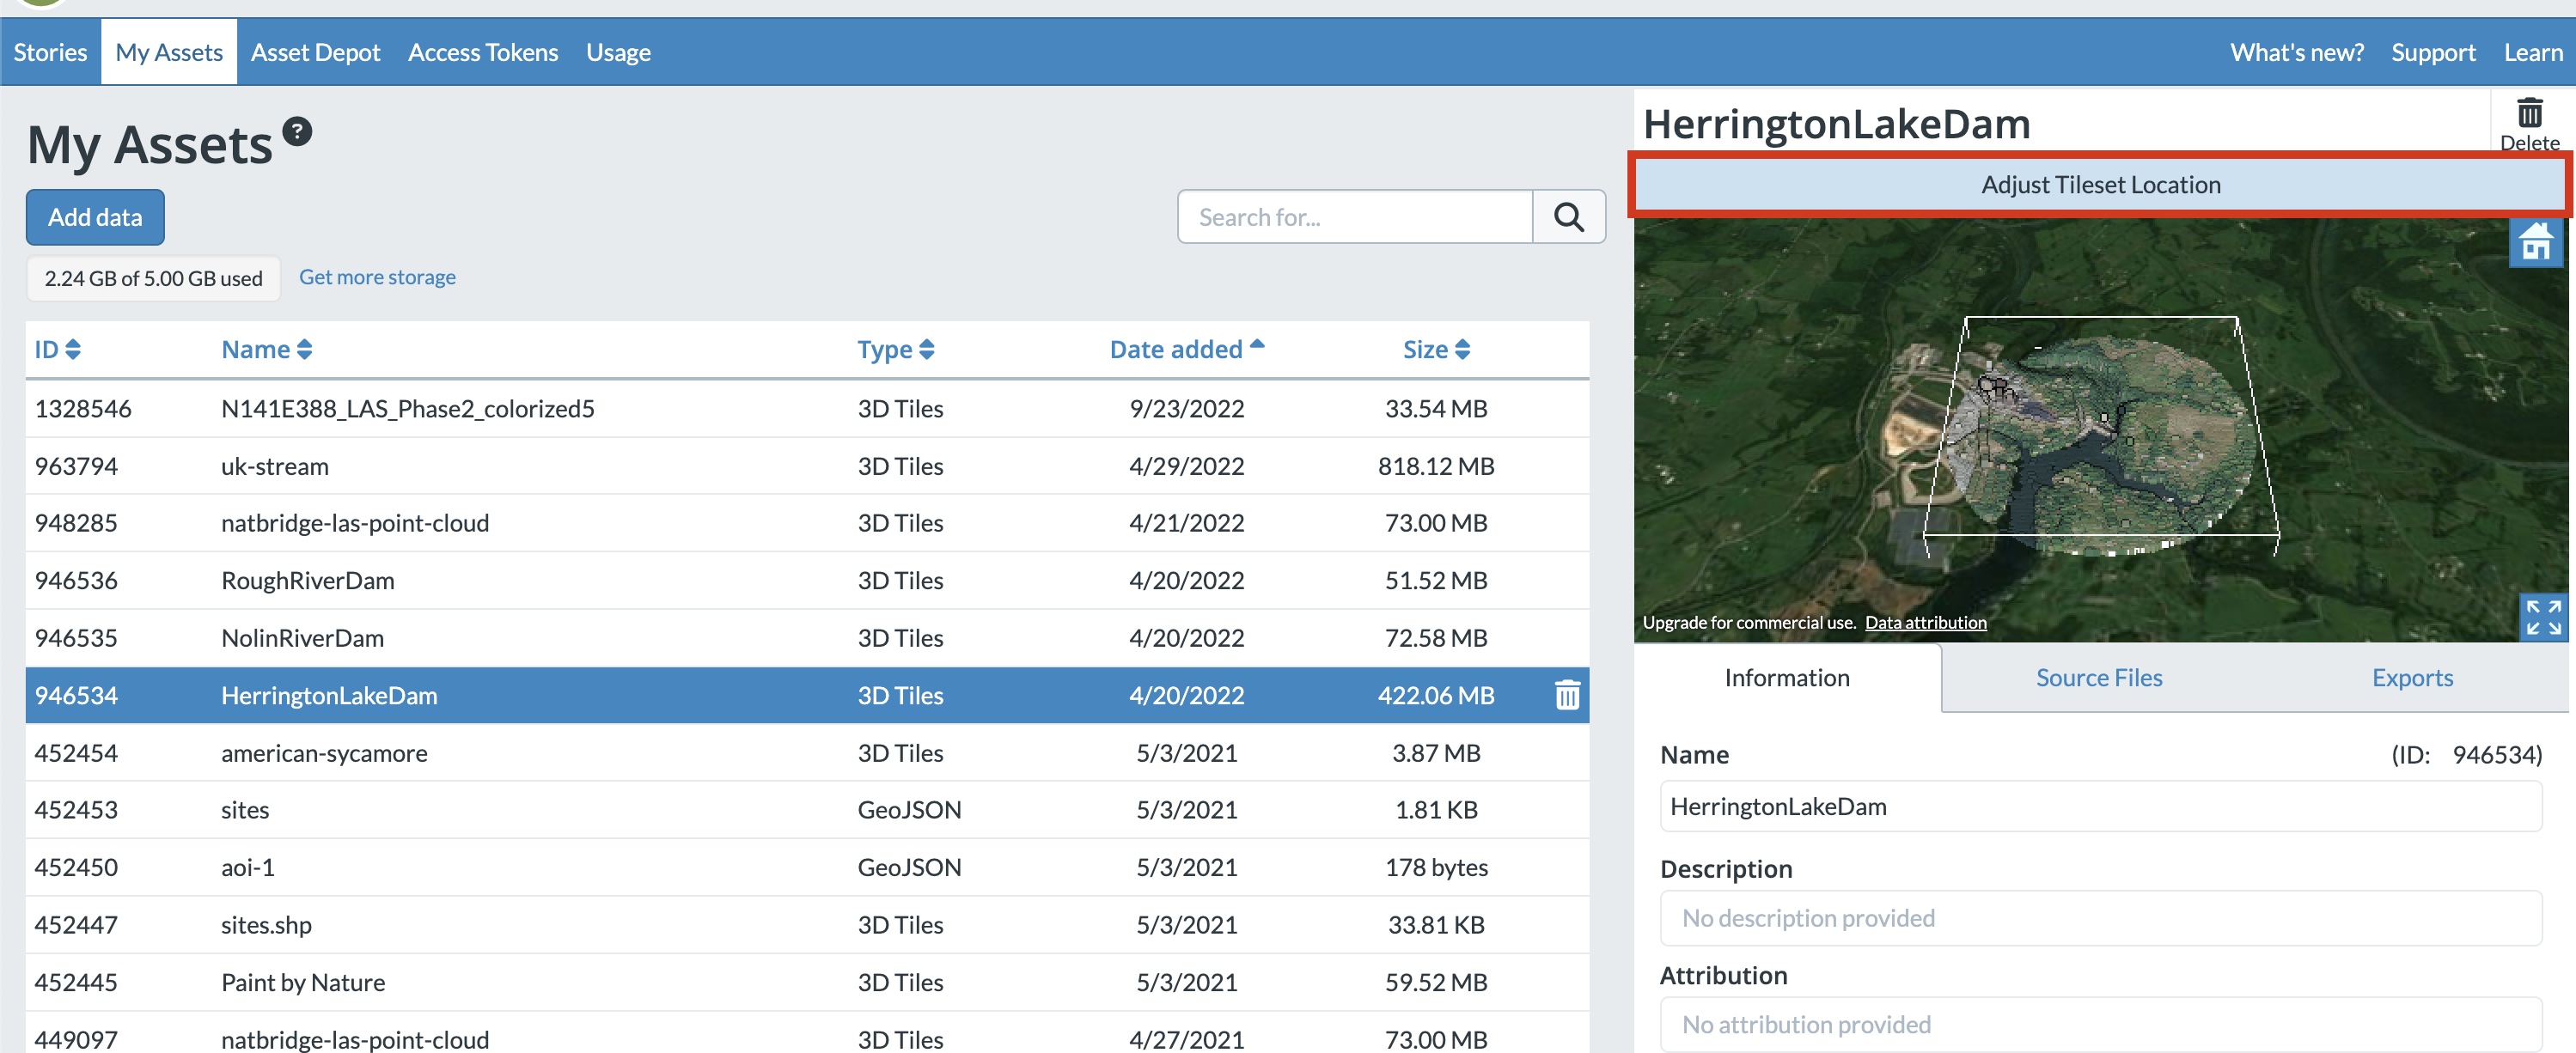 Stories My Assets Asset Depot Access Tokens Usage What's new? Support Learn
My Assets ?
Add data
Search for...
2.24 GB of 5.00 GB used Get more storage
ID Name Type Date added Size
1328546 N141E388_LAS_Phase2_colorized5 3D Tiles 9/23/2022 33.54 MB
963794 uk-stream 3D Tiles 4/29/2022 818.12 MB
948285 natbridge-las-point-cloud 3D Tiles 4/21/2022 73.00 MB
946536 RoughRiverDam 3D Tiles 4/20/2022 51.52 MB
946535 NolinRiverDam 3D Tiles 4/20/2022 72.58 MB
946534 HerringtonLakeDam 3D Tiles 4/20/2022 422.06 MB
452454 american-sycamore 3D Tiles 5/3/2021 3.87 MB
452453 sites GeoJSON 5/3/2021 1.81 KB
452450 aoi-1 GeoJSON 5/3/2021 178 bytes
452447 sites.shp 3D Tiles 5/3/2021 33.81 KB
452445 Paint by Nature 3D Tiles 5/3/2021 59.52 MB
449097 natbridge-las-point-cloud 3D Tiles 4/27/2021 73.00 MB
HerringtonLakeDam
Delete
Adjust Tileset Location
Upgrade for commercial use. Data attribution
Information Source Files Exports
Name (ID: 946534)
HerringtonLakeDam
Description
No description provided
Attribution
No attribution provided